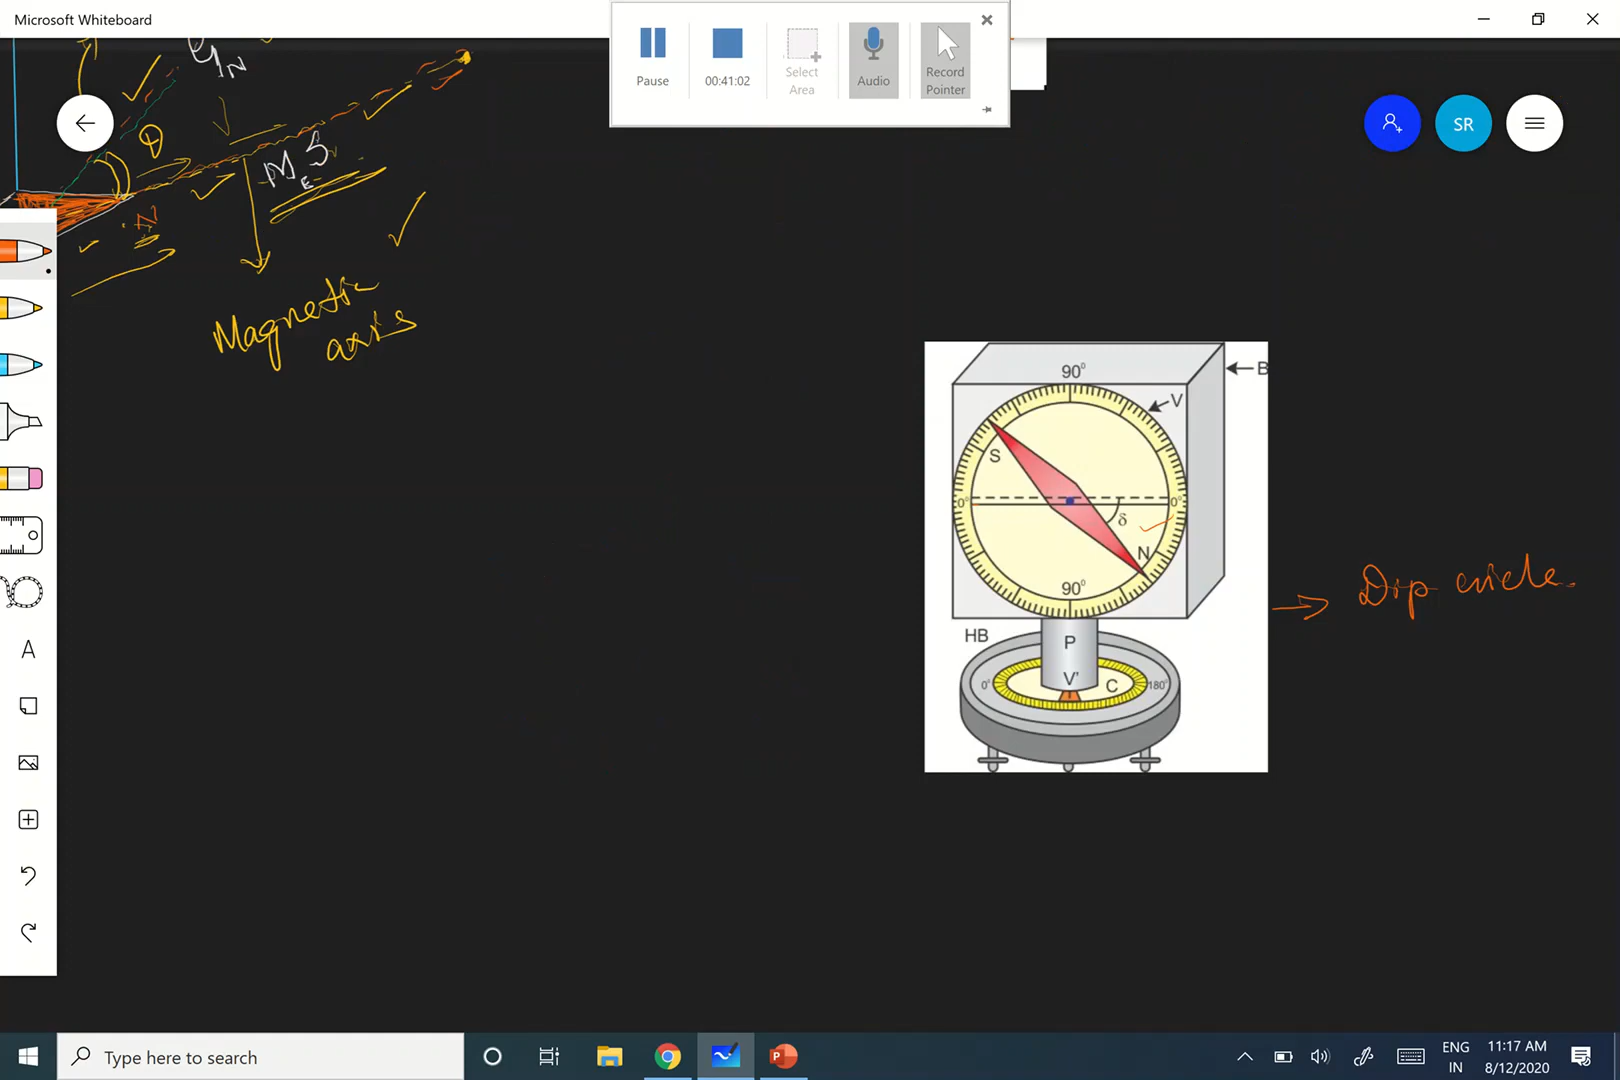 Microsoft Whiteboard
Pause
00:41:02
Select
Area
Audio
Record
Pointer
SR
N
M S
E
N
Magnetic
axis
90°
B
V
S
0°
0°
δ
N
90°
HB
P
V'
C
0°
180°
Dip circle.
A
Type here to search
P
ENG
IN
11:17 AM
8/12/2020